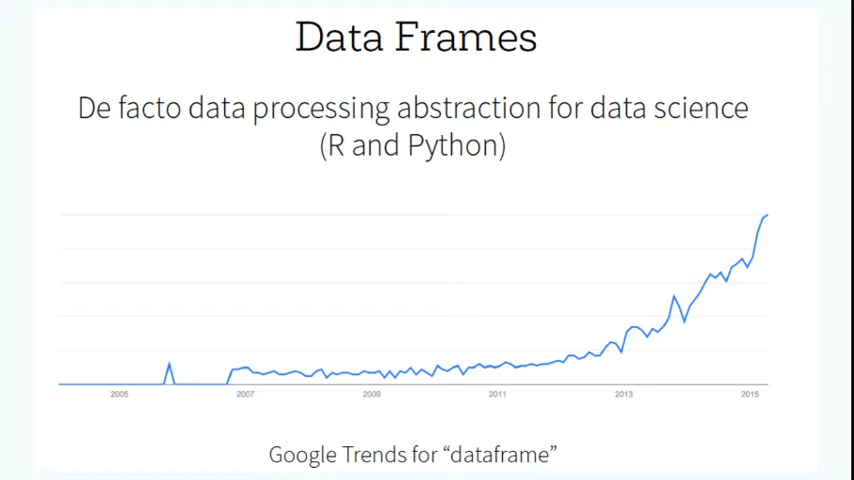 Data Frames
De facto data processing abstraction for data science
(R and Python)
2005 2007 2009 2011 2013 2015
Google Trends for “dataframe”